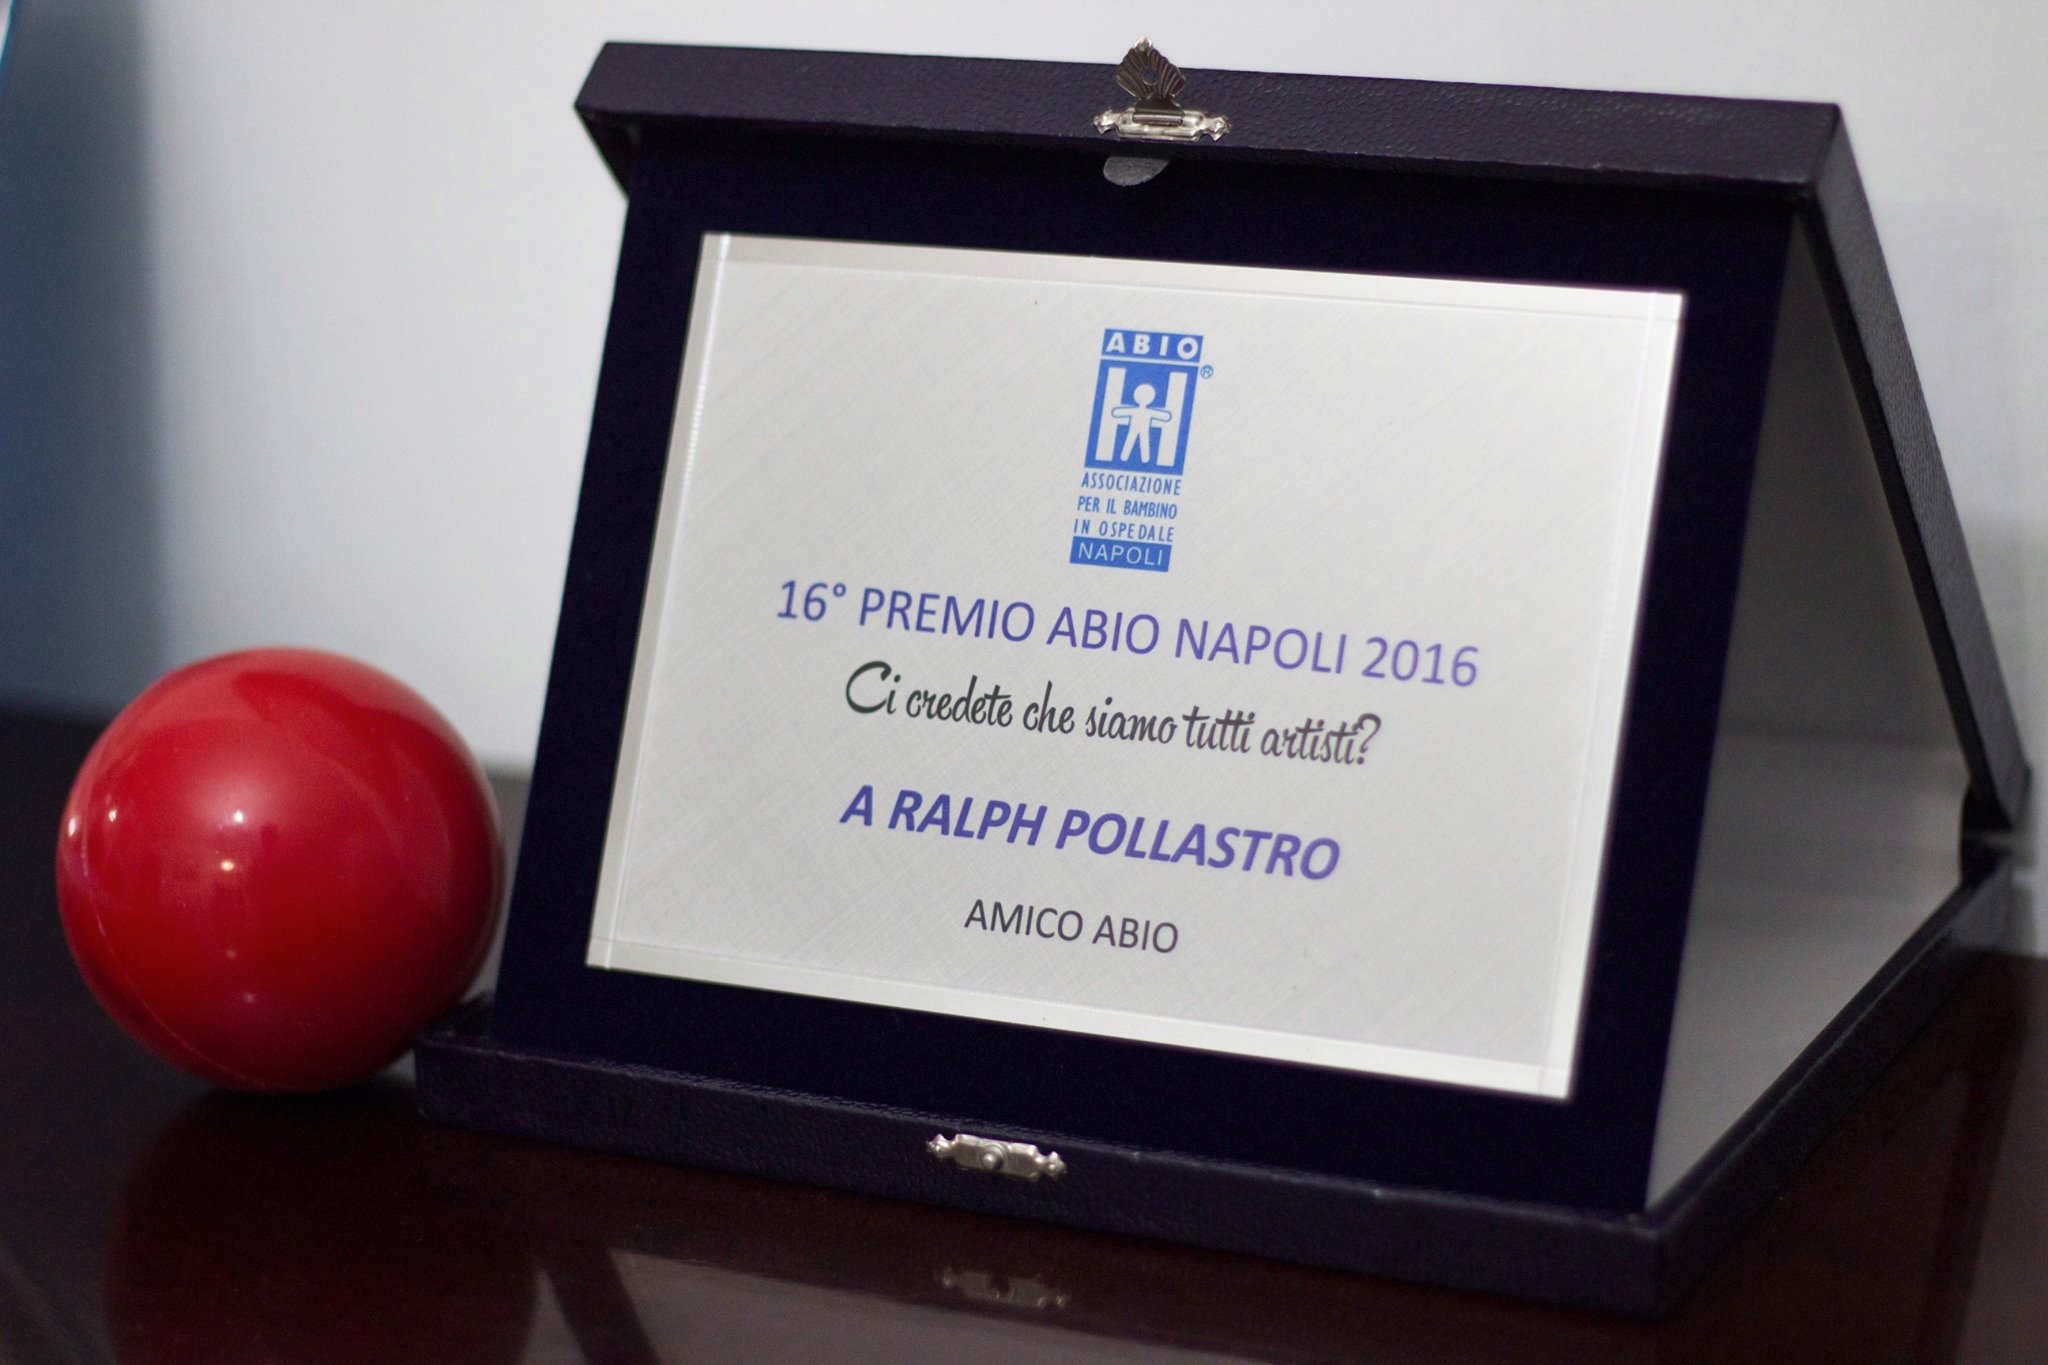 ABIO
®
ASSOCIAZIONE
PER IL BAMBINO
IN OSPEDALE
NAPOLI
16° PREMIO ABIO NAPOLI 2016
Ci credete che siamo tutti artisti?
A RALPH POLLASTRO
AMICO ABIO